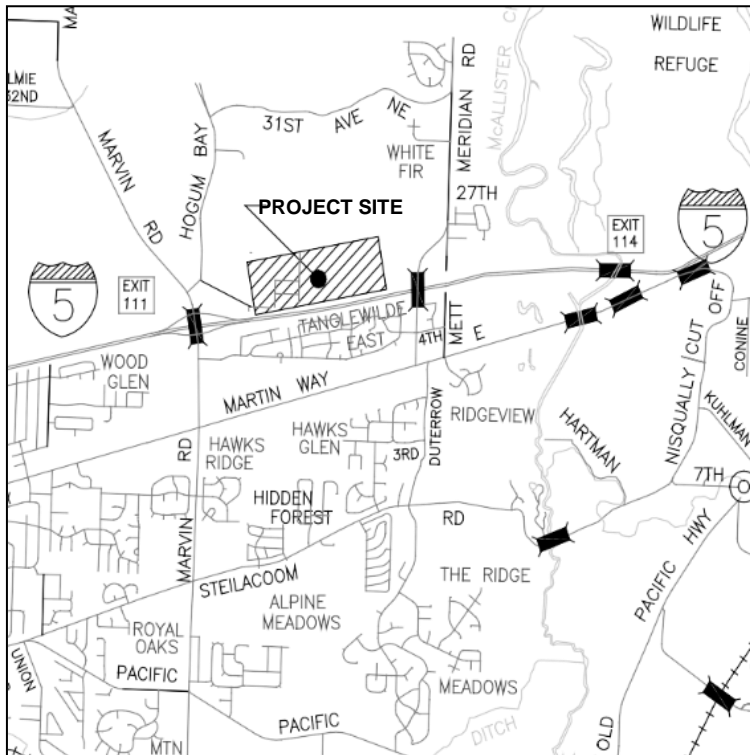 MA
WILDLIFE
REFUGE
32ND
MARVIN
RD
HOGUM BAY
31ST AVE NE
WHITE
FIR
MERIDIAN RD
McALLISTER
27TH
PROJECT SITE
EXIT
111
5
EXIT
114
5
TANGLEWILDE
EAST
4TH
METT
E
WOOD
GLEN
MARTIN WAY
DUTERROW
RIDGEVIEW
NISQUALLY CUT OFF
CONINE
KUHLMAN
HARTMAN
RD
HAWKS
RIDGE
HAWKS
GLEN
3RD
7TH
HIDDEN
FOREST
RD
MARVIN
STEILACOOM
THE RIDGE
ALPINE
MEADOWS
ROYAL
OAKS
UNION
PACIFIC
PACIFIC
MEADOWS
DITCH
OLD
PACIFIC
HWY
MTN